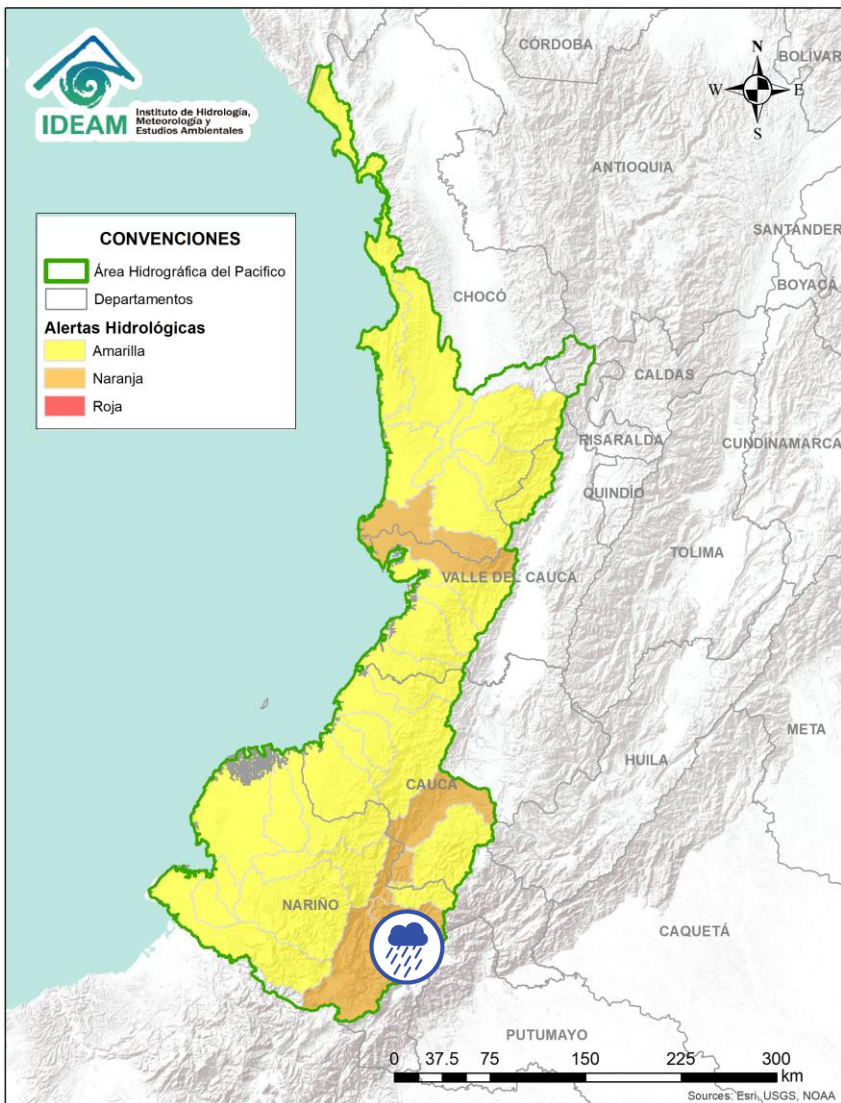 IDEAM
Instituto de Hidrología,
Meteorología y
Estudios Ambientales
N
W
E
S
CÓRDOBA
BOLÍVAR
ANTIOQUIA
SANTANDER
BOYACÁ
CHOCÓ
CALDAS
RISARALDA
CUNDINAMARCA
QUINDÍO
TOLIMA
VALLE DEL CAUCA
META
HUILA
CAUCA
NARIÑO
CAQUETÁ
PUTUMAYO
CONVENCIONES
Área Hidrográfica del Pacifico
Departamentos
Alertas Hidrológicas
Amarilla
Naranja
Roja
0 37.5 75 150 225 300
km
Sources: Esri, USGS, NOAA